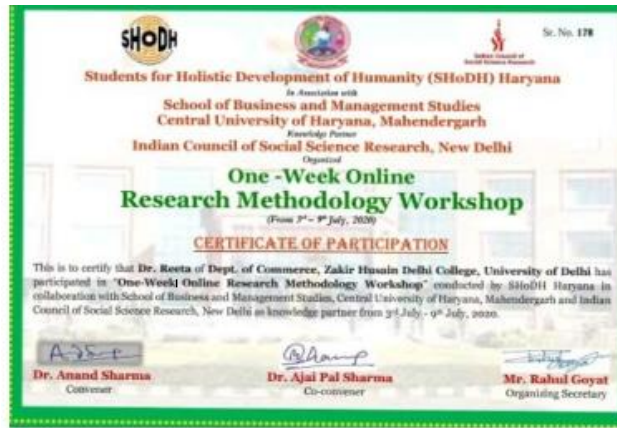 SHODH
Indian Council of
Social Science Research
Sr. No. 178
Students for Holistic Development of Humanity (SHoDH) Haryana
In Association with
School of Business and Management Studies
Central University of Haryana, Mahendergarh
Knowledge Partner
Indian Council of Social Science Research, New Delhi
Organized
One -Week Online
Research Methodology Workshop
(From 3rd – 9th July, 2020)
CERTIFICATE OF PARTICIPATION
This is to certify that Dr. Reeta of Dept. of Commerce, Zakir Husain Delhi College, University of Delhi has
participated in "One-Week Online Research Methodology Workshop" conducted by SHoDH Haryana in
collaboration with School of Business and Management Studies, Central University of Haryana, Mahendergarh and Indian
Council of Social Science Research, New Delhi as knowledge partner from 3rd July - 9th July, 2020.
Dr. Anand Sharma
Convener
Dr. Ajai Pal Sharma
Co-convener
Mr. Rahul Goyat
Organizing Secretary